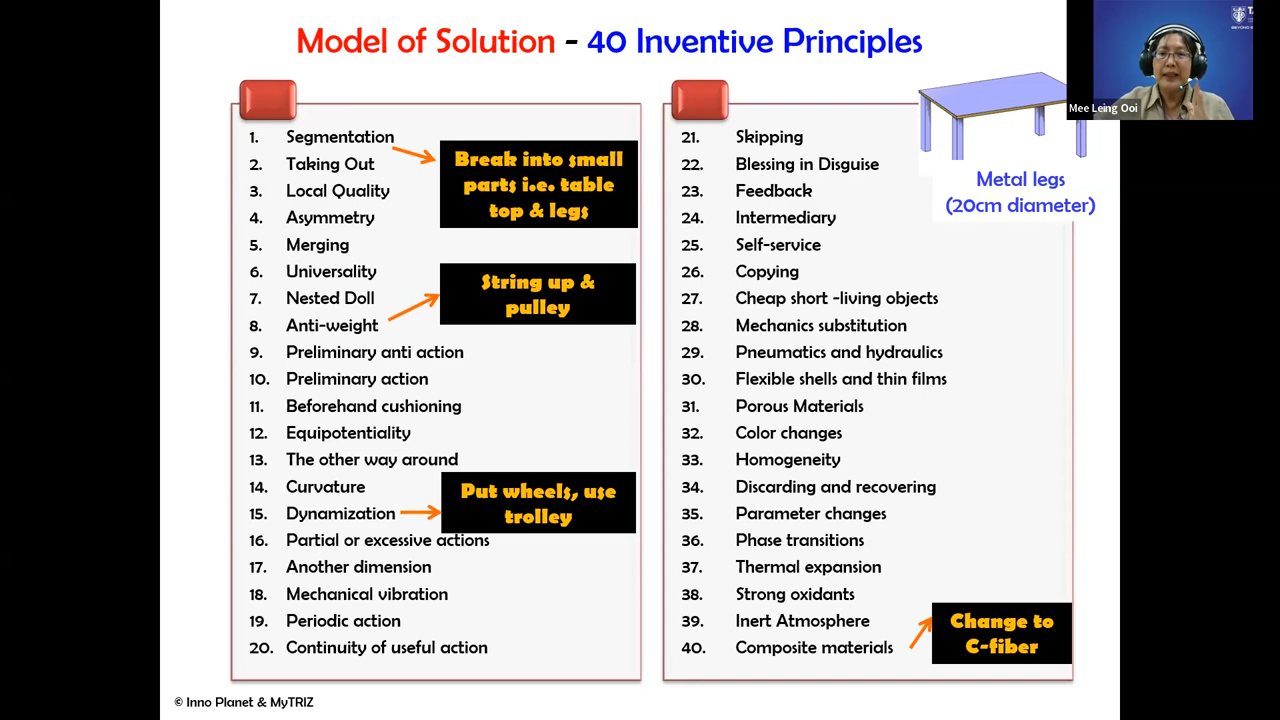 Model of Solution - 40 Inventive Principles
1. Segmentation
2. Taking Out
3. Local Quality
4. Asymmetry
5. Merging
6. Universality
7. Nested Doll
8. Anti-weight
9. Preliminary anti action
10. Preliminary action
11. Beforehand cushioning
12. Equipotentiality
13. The other way around
14. Curvature
15. Dynamization
16. Partial or excessive actions
17. Another dimension
18. Mechanical vibration
19. Periodic action
20. Continuity of useful action
Break into small
parts i.e. table
top & legs
String up &
pulley
Put wheels, use
trolley
21. Skipping
22. Blessing in Disguise
23. Feedback
24. Intermediary
25. Self-service
26. Copying
27. Cheap short -living objects
28. Mechanics substitution
29. Pneumatics and hydraulics
30. Flexible shells and thin films
31. Porous Materials
32. Color changes
33. Homogeneity
34. Discarding and recovering
35. Parameter changes
36. Phase transitions
37. Thermal expansion
38. Strong oxidants
39. Inert Atmosphere
40. Composite materials
Metal legs
(20cm diameter)
Change to
C-fiber
Mee Leing Ooi
© Inno Planet & MyTRIZ